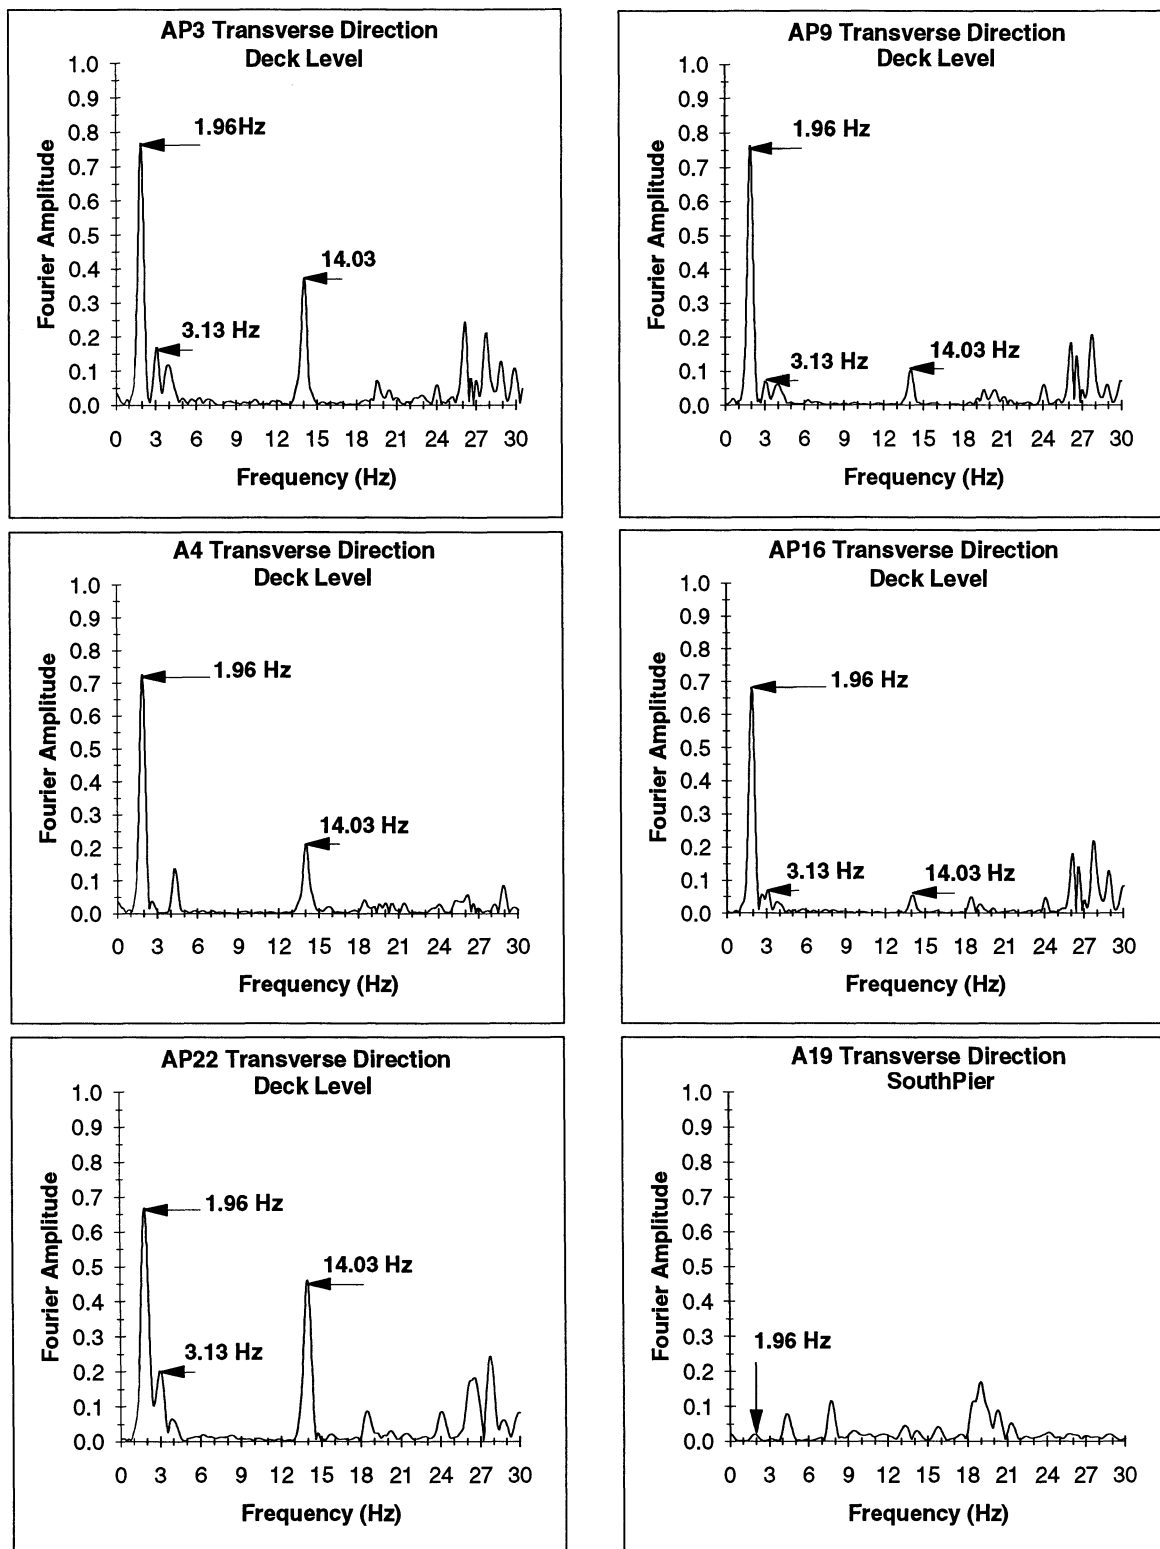 AP3 Transverse Direction
Deck Level
1.0
0.9
0.8
0.7
0.6
0.5
0.4
0.3
0.2
0.1
0.0
Fourier Amplitude
1.96Hz
14.03
3.13 Hz
0 3 6 9 12 15 18 21 24 27 30
Frequency (Hz)
AP9 Transverse Direction
Deck Level
1.0
0.9
0.8
0.7
0.6
0.5
0.4
0.3
0.2
0.1
0.0
Fourier Amplitude
1.96 Hz
3.13 Hz
14.03 Hz
0 3 6 9 12 15 18 21 24 27 30
Frequency (Hz)
A4 Transverse Direction
Deck Level
1.0
0.9
0.8
0.7
0.6
0.5
0.4
0.3
0.2
0.1
0.0
Fourier Amplitude
1.96 Hz
14.03 Hz
0 3 6 9 12 15 18 21 24 27 30
Frequency (Hz)
AP16 Transverse Direction
Deck Level
1.0
0.9
0.8
0.7
0.6
0.5
0.4
0.3
0.2
0.1
0.0
Fourier Amplitude
1.96 Hz
3.13 Hz
14.03 Hz
0 3 6 9 12 15 18 21 24 27 30
Frequency (Hz)
AP22 Transverse Direction
Deck Level
1.0
0.9
0.8
0.7
0.6
0.5
0.4
0.3
0.2
0.1
0.0
Fourier Amplitude
1.96 Hz
14.03 Hz
3.13 Hz
0 3 6 9 12 15 18 21 24 27 30
Frequency (Hz)
A19 Transverse Direction
SouthPier
1.0
0.9
0.8
0.7
0.6
0.5
0.4
0.3
0.2
0.1
0.0
Fourier Amplitude
1.96 Hz
0 3 6 9 12 15 18 21 24 27 30
Frequency (Hz)